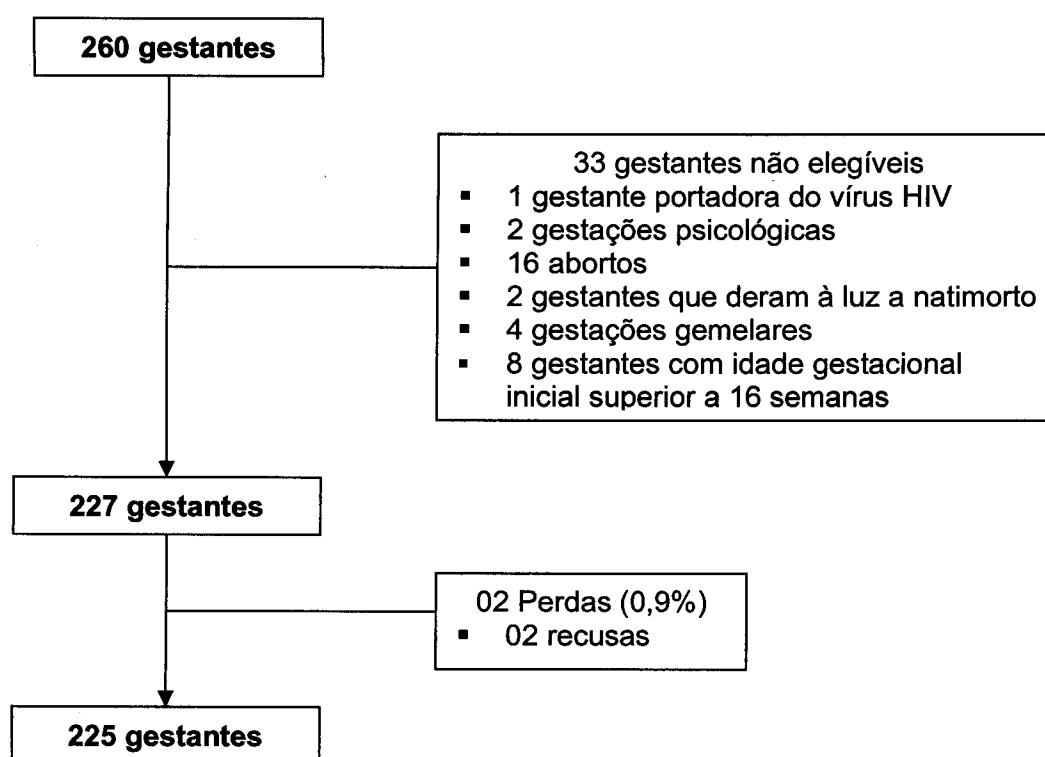 260 gestantes
33 gestantes não elegíveis
▪ 1 gestante portadora do vírus HIV
▪ 2 gestações psicológicas
▪ 16 abortos
▪ 2 gestantes que deram à luz a natimorto
▪ 4 gestações gemelares
▪ 8 gestantes com idade gestacional
inicial superior a 16 semanas
227 gestantes
02 Perdas (0,9%)
▪ 02 recusas
225 gestantes